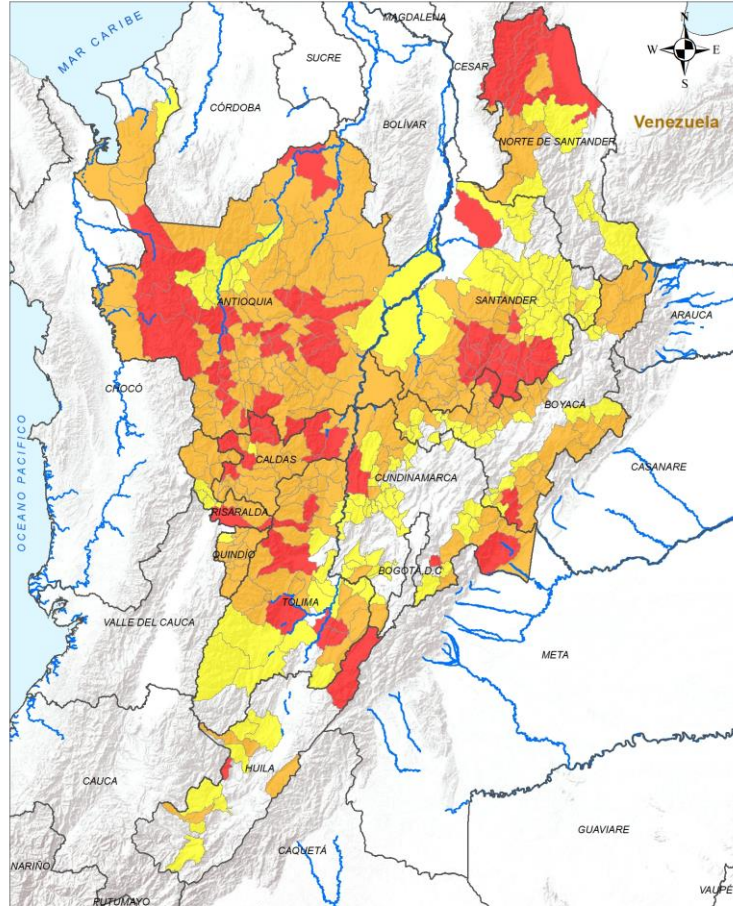 MAGDALENA
N
W
E
S
MAR CARIBE
SUCRE
CESAR
CÓRDOBA
BOLÍVAR
Venezuela
NORTE DE SANTANDER
ANTIOQUIA
SANTANDER
ARAUCA
CHOCÓ
BOYACÁ
CALDAS
CUNDINAMARCA
CASANARE
OCEANO PACIFICO
RISARALDA
QUINDÍO
BOGOTÁ, D.C
TOLIMA
VALLE DEL CAUCA
META
HUILA
CAUCA
GUAVIARE
CAQUETÁ
NARIÑO
PUTUMAYO
VAUPÉ